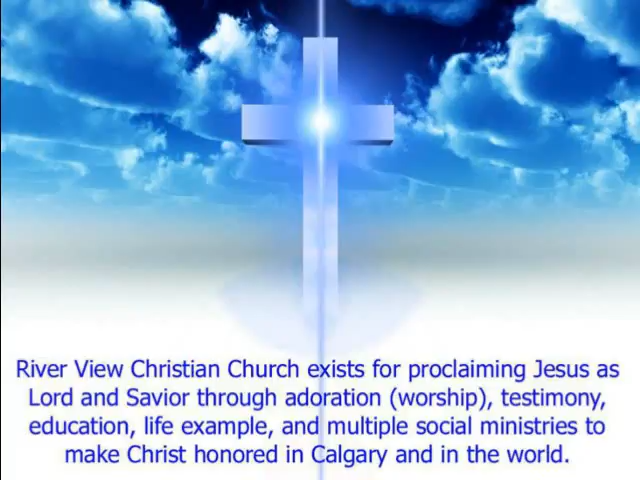 River View Christian Church exists for proclaiming Jesus as
Lord and Savior through adoration (worship), testimony,
education, life example, and multiple social ministries to
make Christ honored in Calgary and in the world.